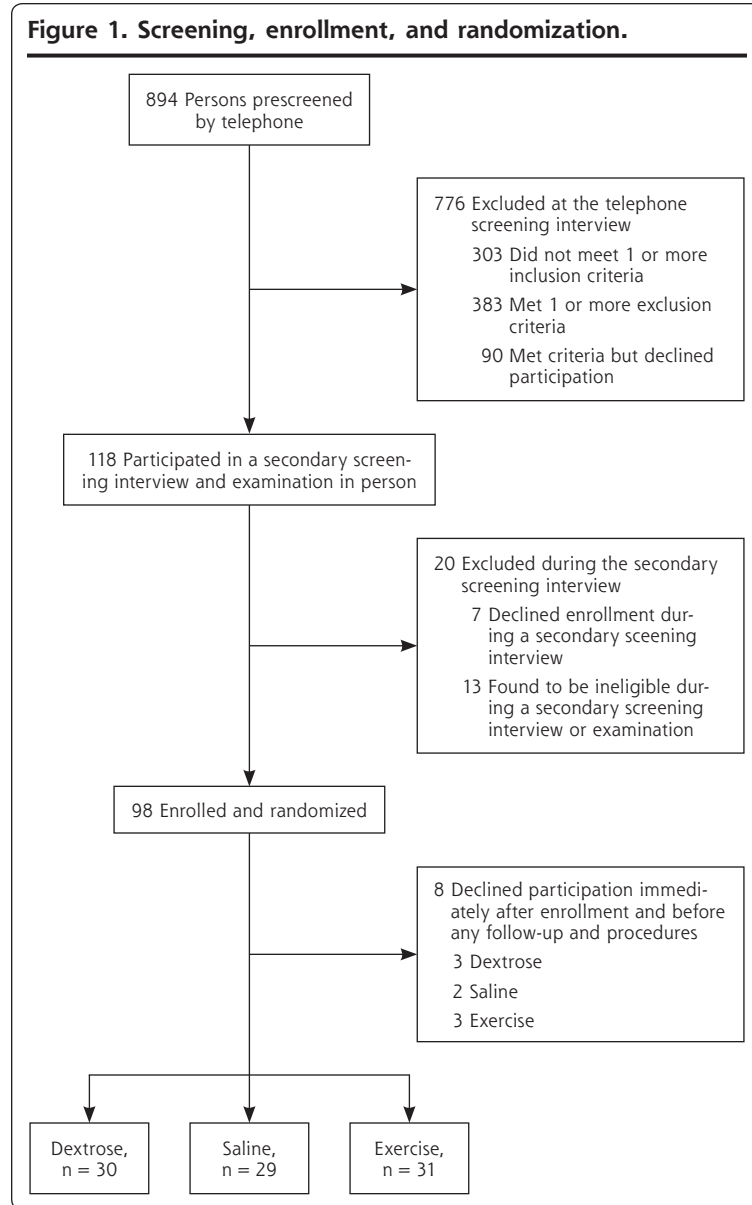 Figure 1. Screening, enrollment, and randomization.
894 Persons prescreened
by telephone
776 Excluded at the telephone
screening interview
303 Did not meet 1 or more
inclusion criteria
383 Met 1 or more exclusion
criteria
90 Met criteria but declined
participation
118 Participated in a secondary screen-
ing interview and examination in person
20 Excluded during the secondary
screening interview
7 Declined enrollment dur-
ing a secondary sceening
interview
13 Found to be ineligible dur-
ing a secondary screening
interview or examination
98 Enrolled and randomized
8 Declined participation immedi-
ately after enrollment and before
any follow-up and procedures
3 Dextrose
2 Saline
3 Exercise
Dextrose,
n = 30
Saline,
n = 29
Exercise,
n = 31